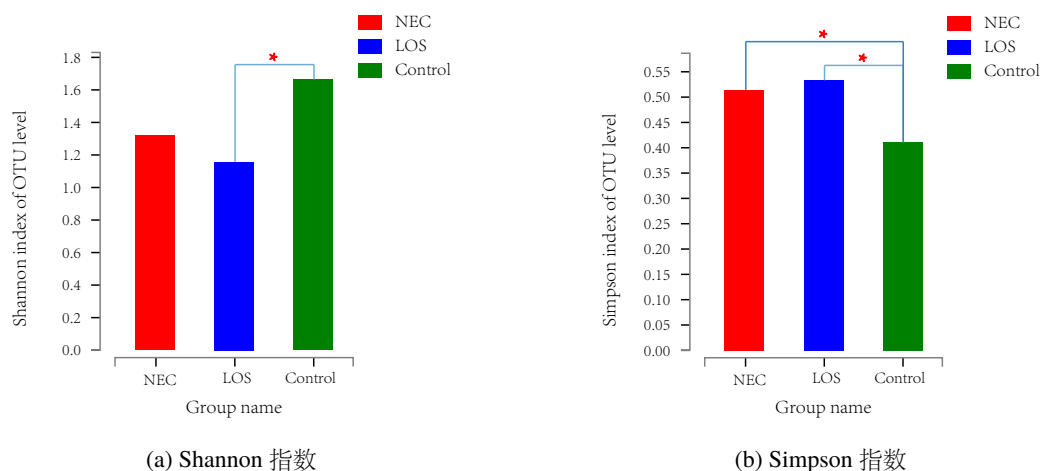 NEC
LOS
Control
Shannon index of OTU level
1.8
1.6
1.4
1.2
1.0
0.8
0.6
0.4
0.2
0.0
*
NEC LOS Control
Group name
(a) Shannon 指数
NEC
LOS
Control
Simpson index of OTU level
0.55
0.50
0.45
0.40
0.35
0.30
0.25
0.20
0.15
0.10
0.05
0.00
*
*
NEC LOS Control
Group name
(b) Simpson 指数